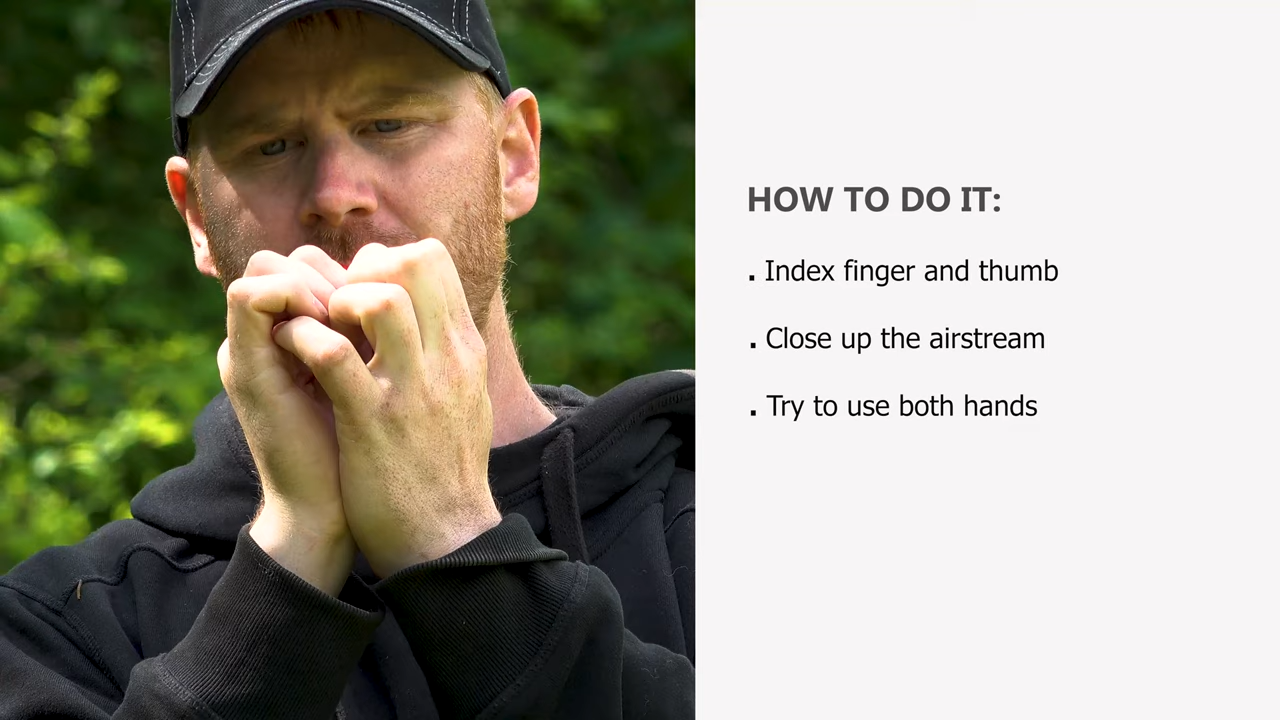 HOW TO DO IT:
. Index finger and thumb
. Close up the airstream
. Try to use both hands